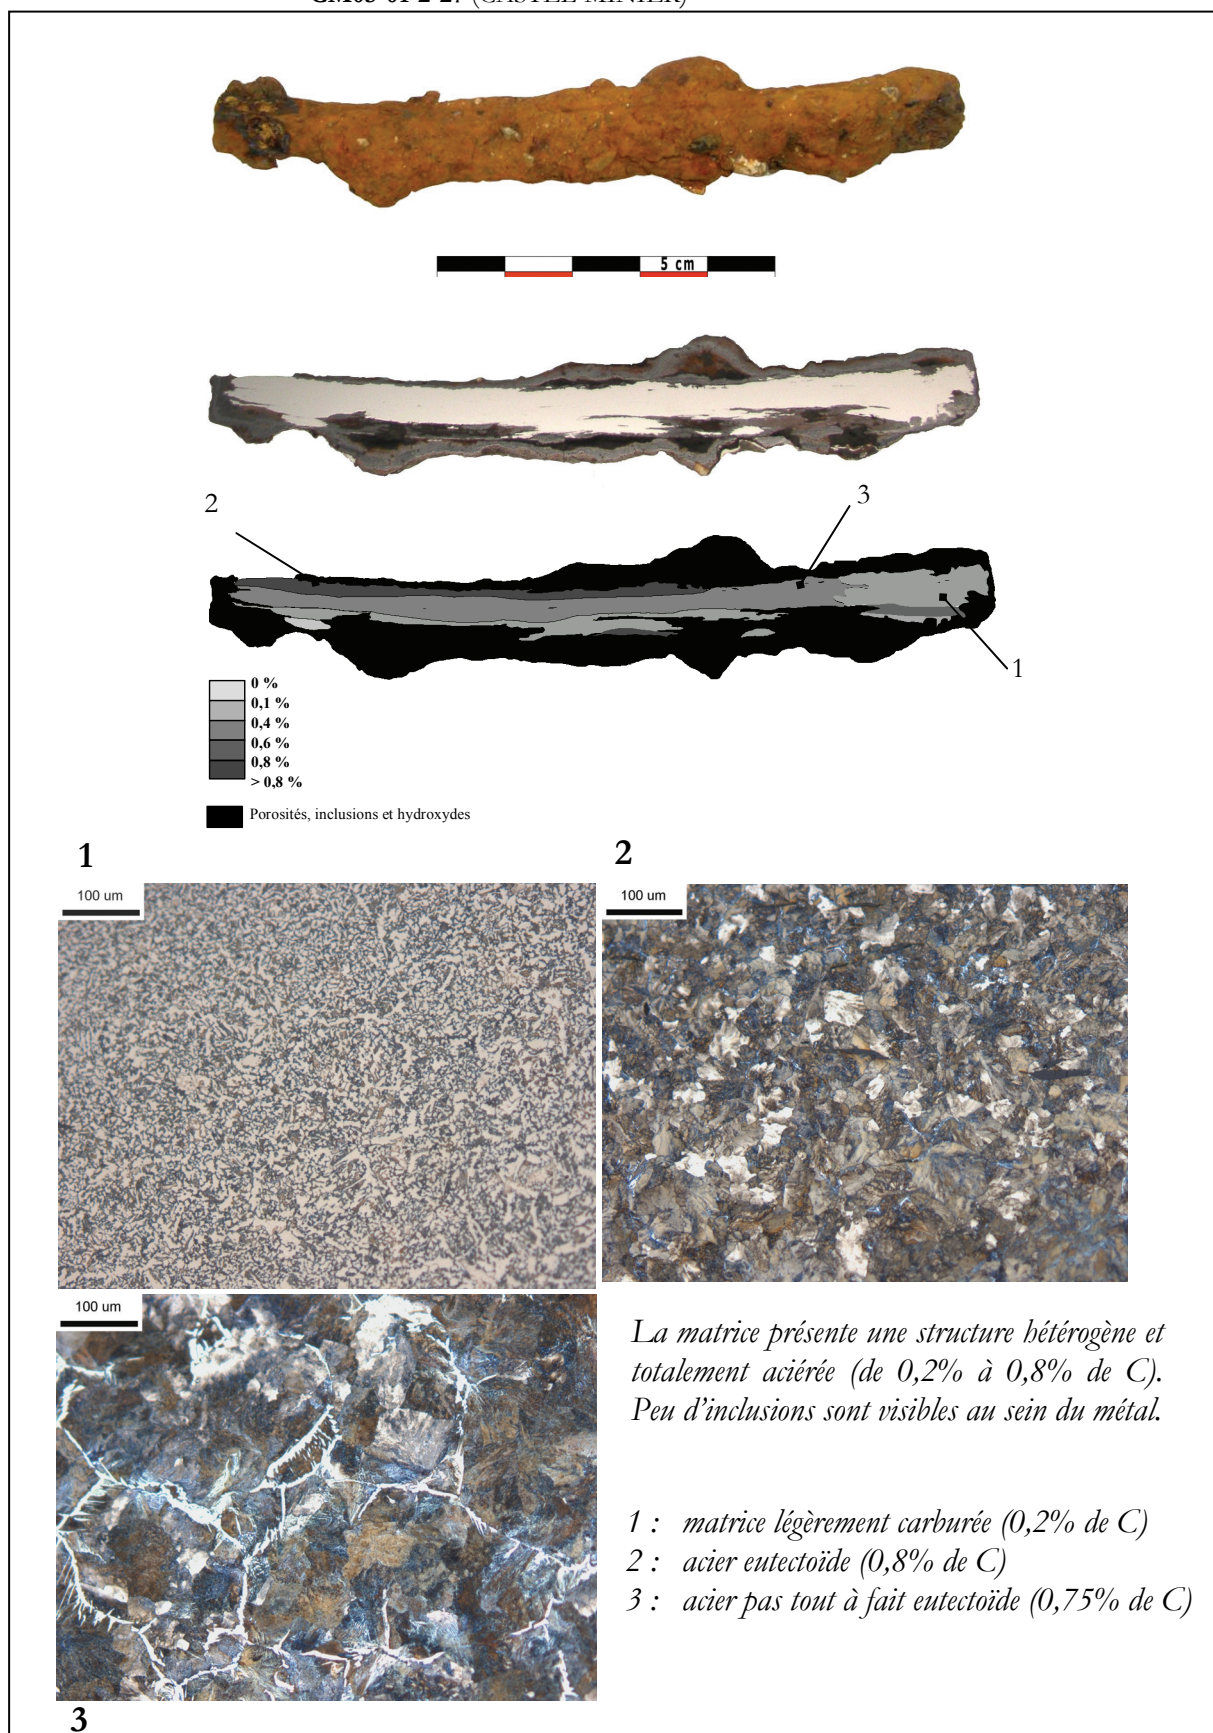 (CASTEL-MINIER)
5 cm
2
3
1
0 %
0,1 %
0,4 %
0,6 %
0,8 %
> 0,8 %
Porosités, inclusions et hydroxydes
1
2
100 um
100 um
100 um
La matrice présente une structure hétérogène et
totalement aciérée (de 0,2% à 0,8% de C).
Peu d'inclusions sont visibles au sein du métal.
1 : matrice légèrement carburée (0,2% de C)
2 : acier eutectoïde (0,8% de C)
3 : acier pas tout à fait eutectoïde (0,75% de C)
3